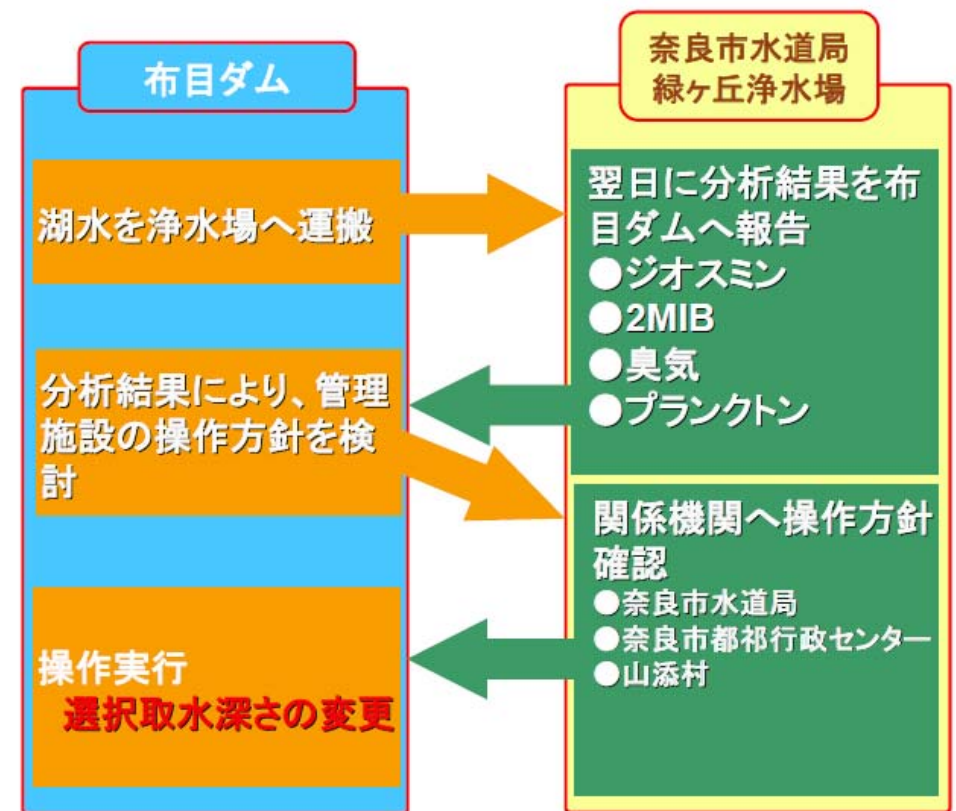 布目ダム
湖水を浄水場へ運搬
分析結果により、管理
施設の操作方針を検
討
操作実行
選択取水深さの変更
奈良市水道局
緑ヶ丘浄水場
翌日に分析結果を布
目ダムへ報告
●ジオスミン
●2MIB
●臭気
●プランクトン
関係機関へ操作方針
確認
●奈良市水道局
●奈良市都祁行政センター
●山添村